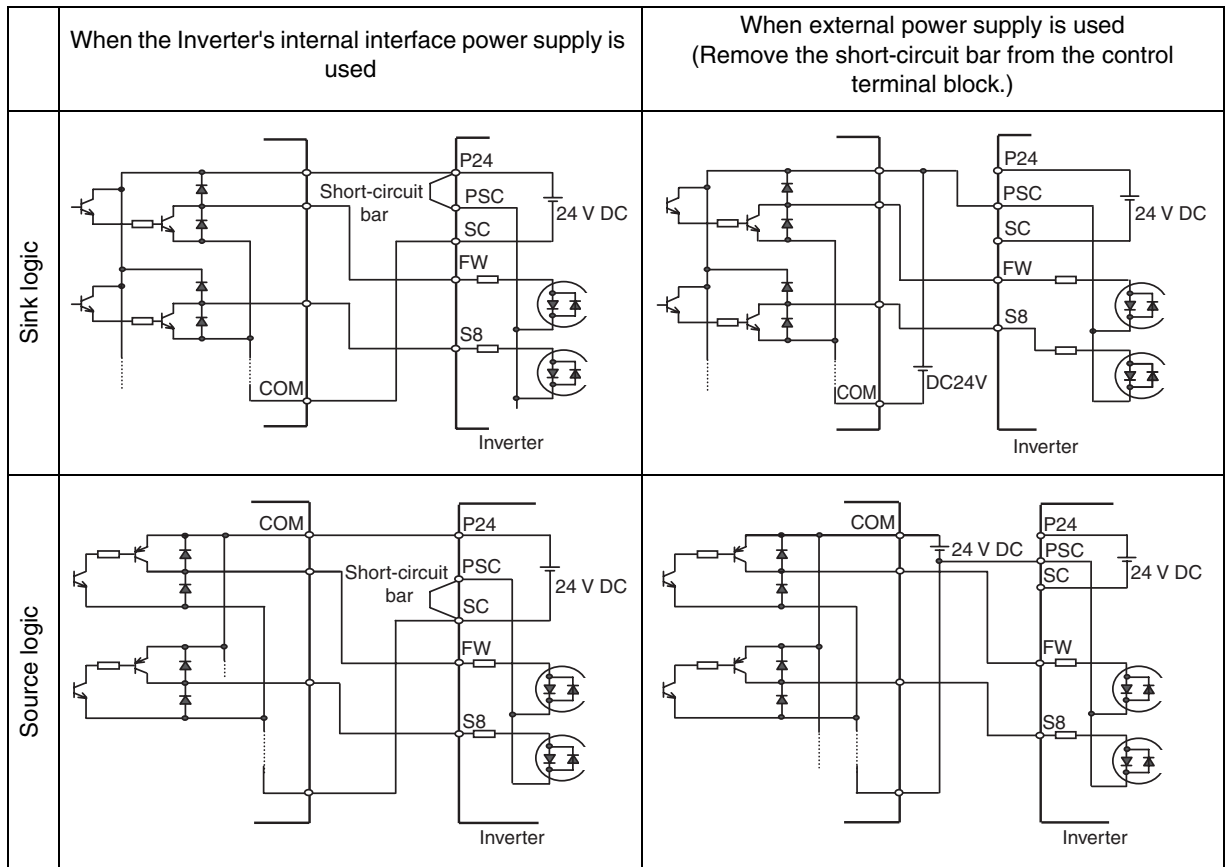 When the Inverter's internal interface power supply is
used
When external power supply is used
(Remove the short-circuit bar from the control
terminal block.)
Sink logic
P24
Short-circuit
bar
PSC
24 V DC
SC
FW
S8
COM
Inverter
P24
PSC
24 V DC
SC
FW
S8
DC24V
COM
Inverter
Source logic
COM
P24
Short-circuit
bar
PSC
24 V DC
SC
FW
S8
Inverter
COM
P24
24 V DC
PSC
SC
24 V DC
FW
S8
Inverter